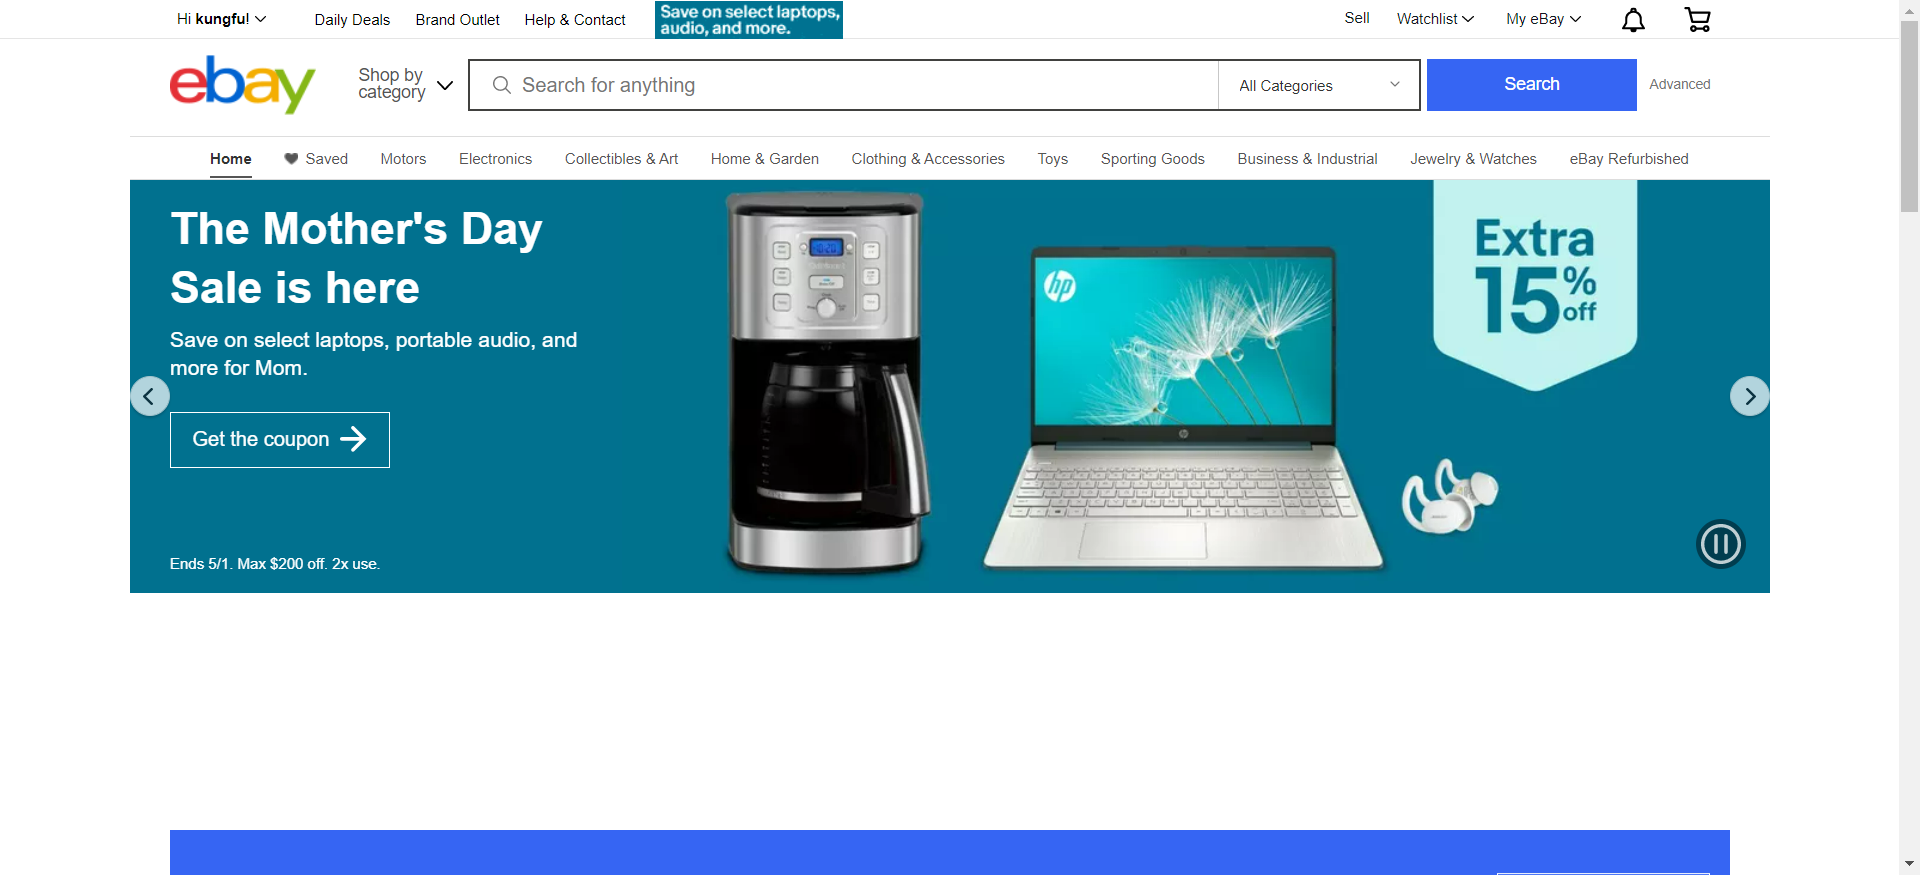 Hi kungfu!
Daily Deals
Brand Outlet
Help & Contact
Save on select laptops,
audio, and more.
Sell
Watchlist
My eBay
ebay
Shop by
category
Search for anything
All Categories
Search
Advanced
Home
Saved
Motors
Electronics
Collectibles & Art
Home & Garden
Clothing & Accessories
Toys
Sporting Goods
Business & Industrial
Jewelry & Watches
eBay Refurbished
The Mother's Day
Sale is here
Save on select laptops, portable audio, and
more for Mom.
Get the coupon
Ends 5/1. Max $200 off. 2x use.
10:20
hp
Extra
15%
off